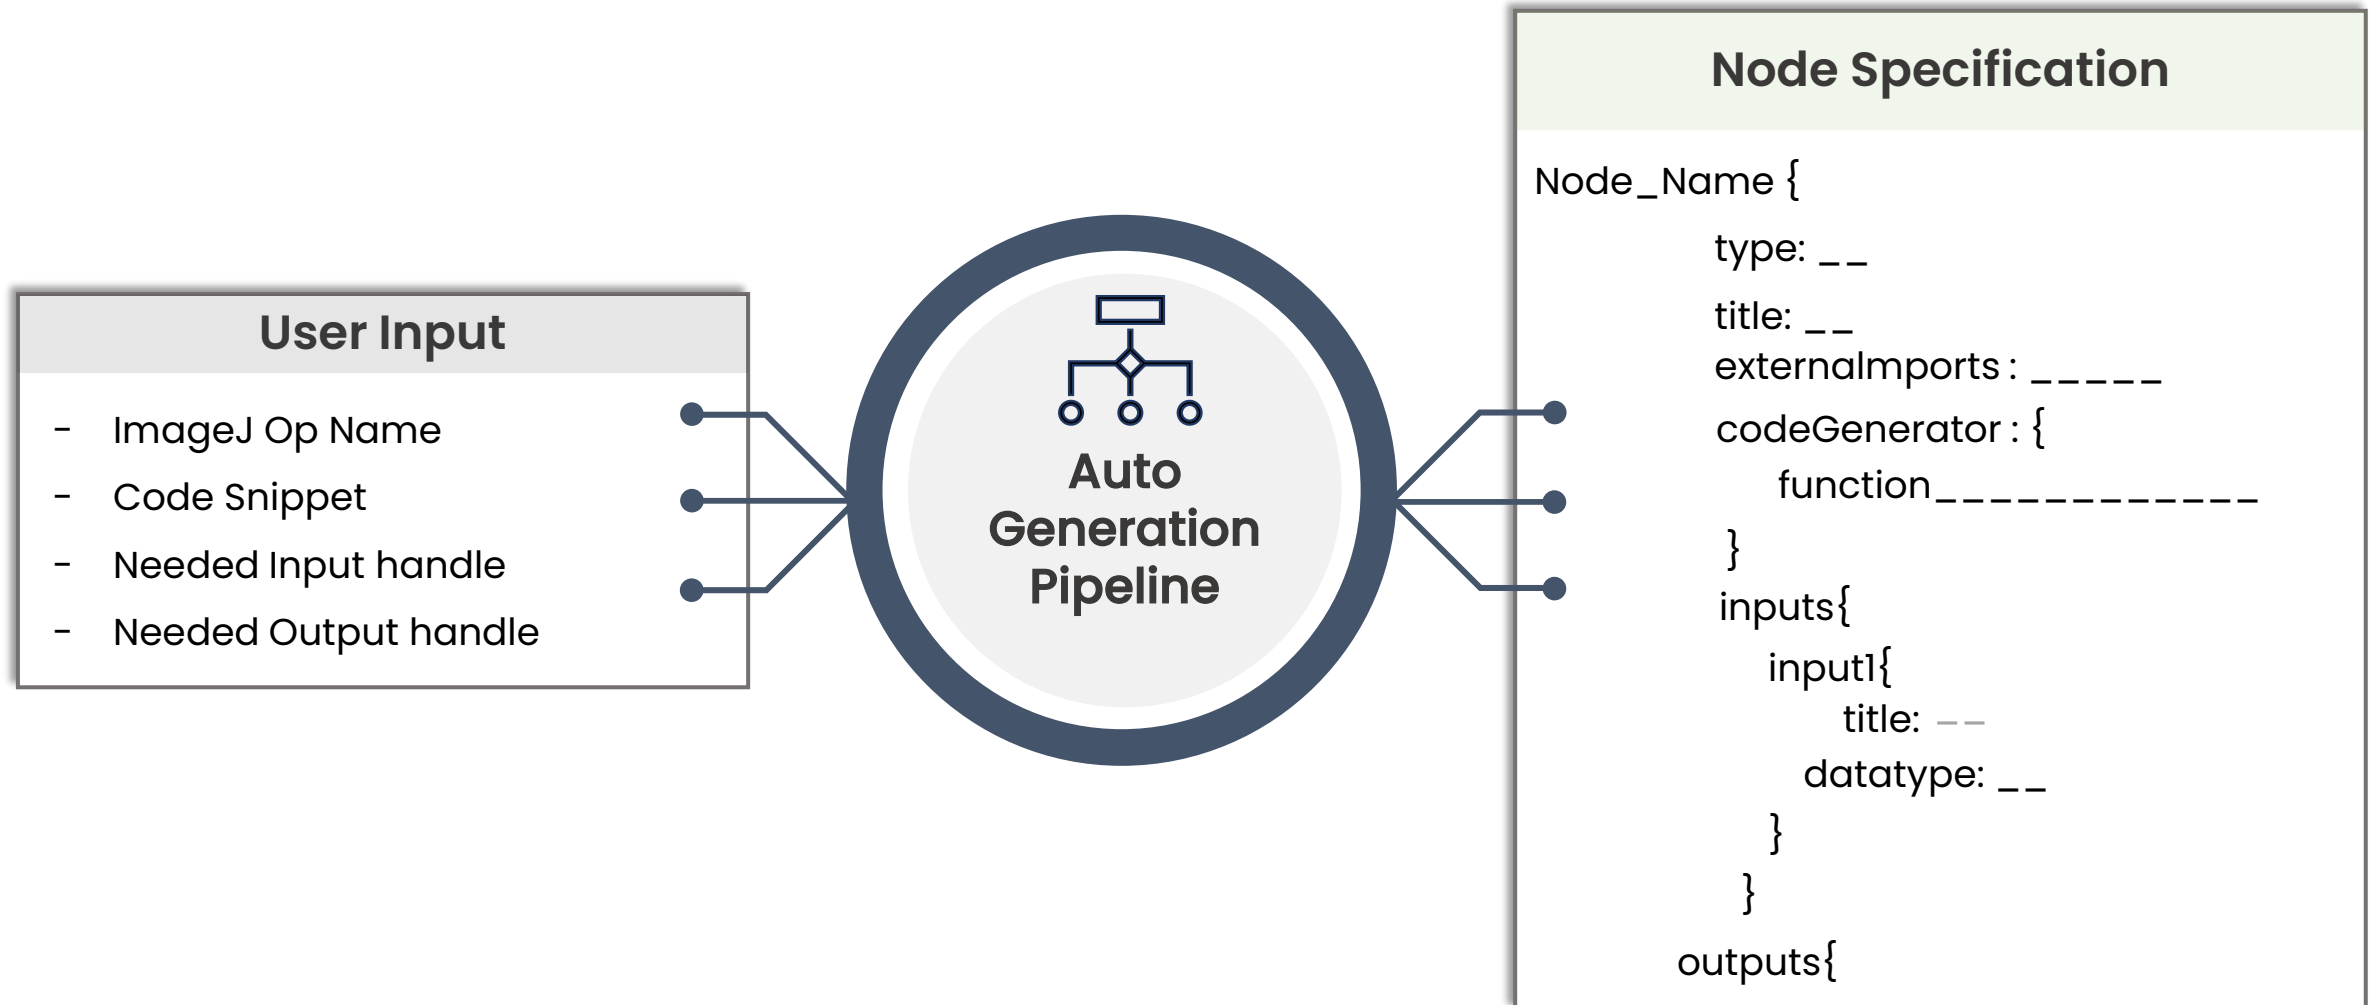 User Input
- ImageJ Op Name
- Code Snippet
- Needed Input handle
- Needed Output handle
Auto
Generation
Pipeline
Node Specification
Node_Name {
type: __
title: __
externalImports : _____
codeGenerator : {
function____________
}
inputs{
input1{
title: __
datatype: __
}
}
outputs{